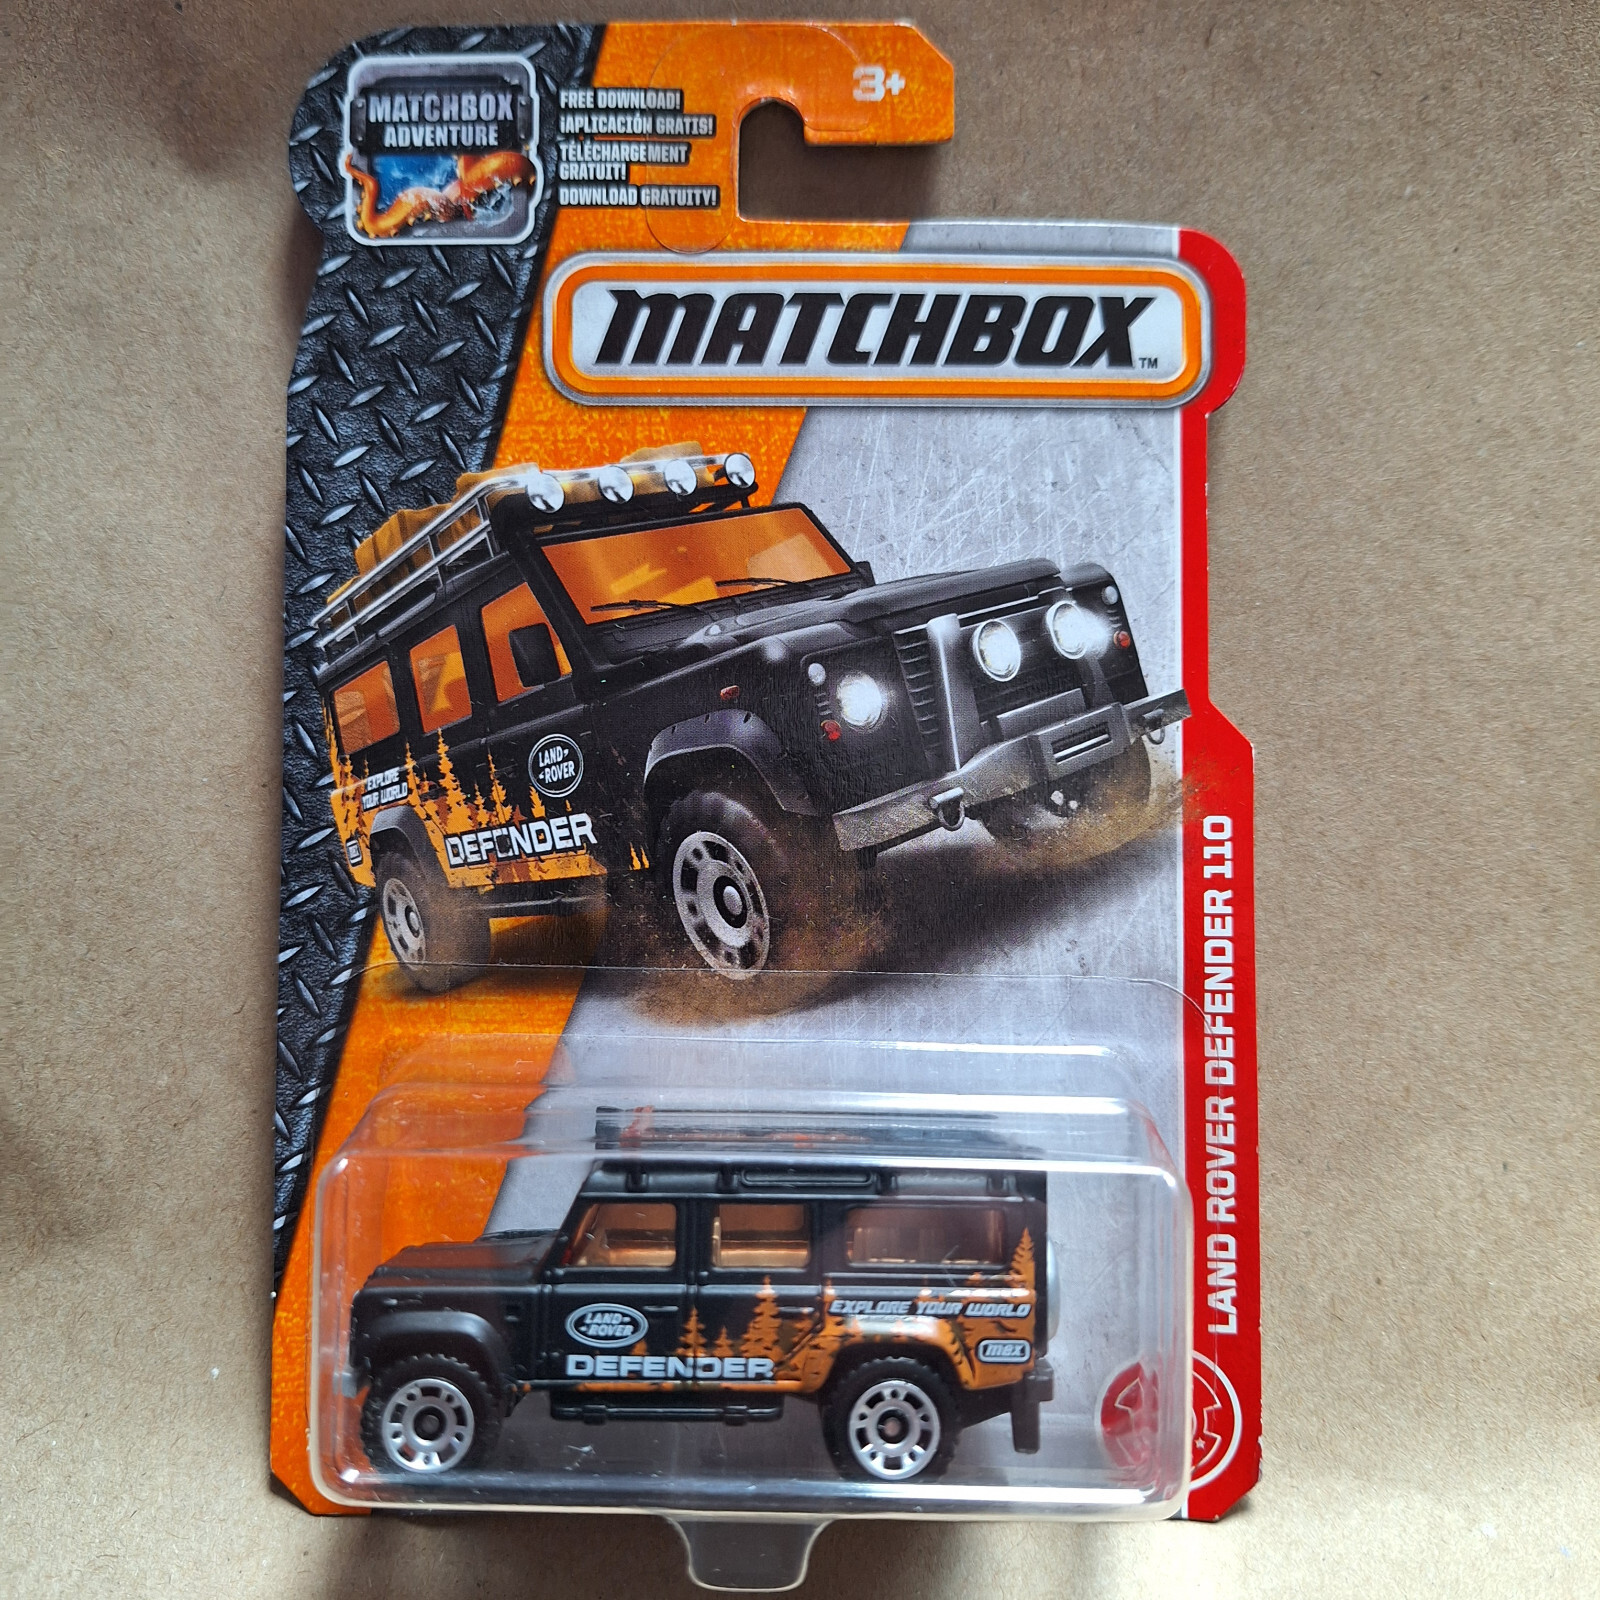 MATCHBOX
ADVENTURE
FREE DOWNLOAD!
¡APLICACIÓN GRATIS!
TÉLÉCHARGEMENT
GRATUIT!
DOWNLOAD GRATUITY!
3+
MATCHBOX™
EXPLORE
YOUR WORLD
LAND-
-ROVER
DEFENDER
LAND ROVER DEFENDER 110
LAND-
-ROVER
DEFENDER
EXPLORE YOUR WORLD
MBX